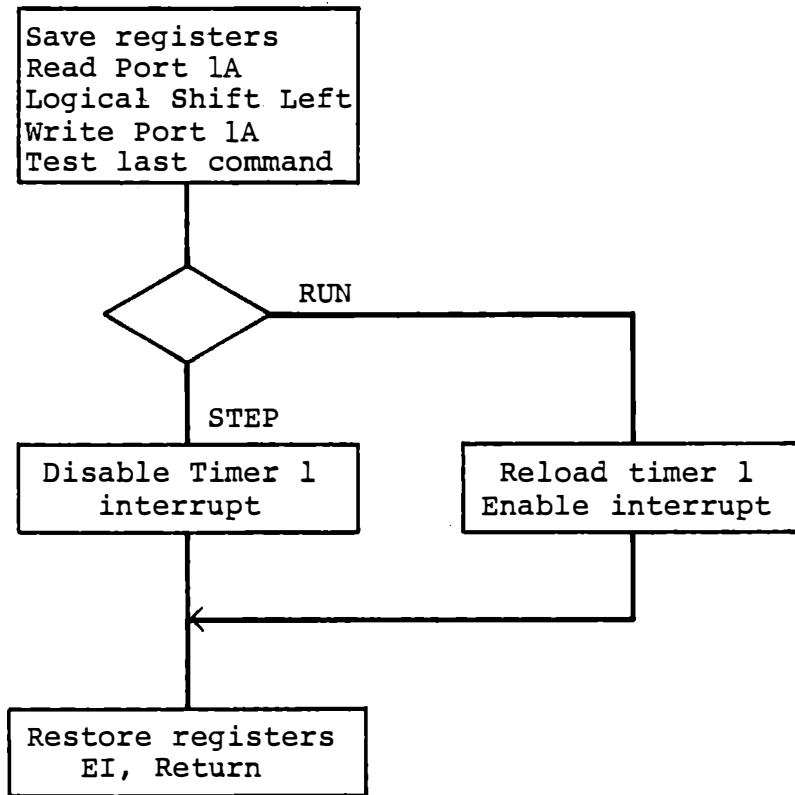 Save registers
Read Port 1A
Logical Shift Left
Write Port 1A
Test last command
RUN
STEP
Disable Timer 1
interrupt
Reload timer 1
Enable interrupt
Restore registers
EI, Return